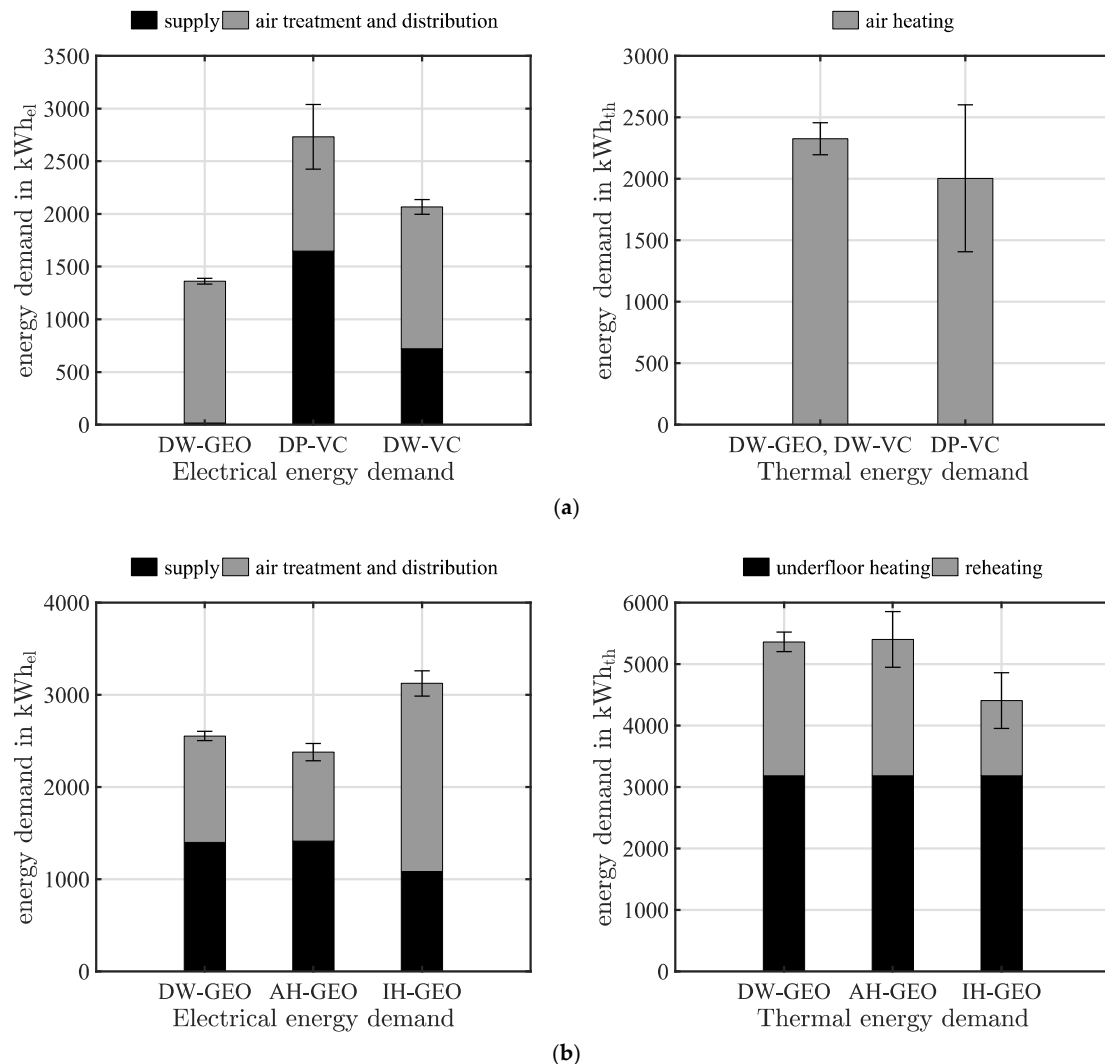 supply air treatment and distribution
air heating
3500
3000
2500
2000
1500
1000
500
0
energy demand in kWh_el
DW-GEO DP-VC DW-VC
Electrical energy demand
3000
2500
2000
1500
1000
500
0
energy demand in kWh_th
DW-GEO, DW-VC DP-VC
Thermal energy demand
(a)
supply air treatment and distribution
underfloor heating reheating
4000
3000
2000
1000
0
energy demand in kWh_el
DW-GEO AH-GEO IH-GEO
Electrical energy demand
6000
5000
4000
3000
2000
1000
0
energy demand in kWh_th
DW-GEO AH-GEO IH-GEO
Thermal energy demand
(b)